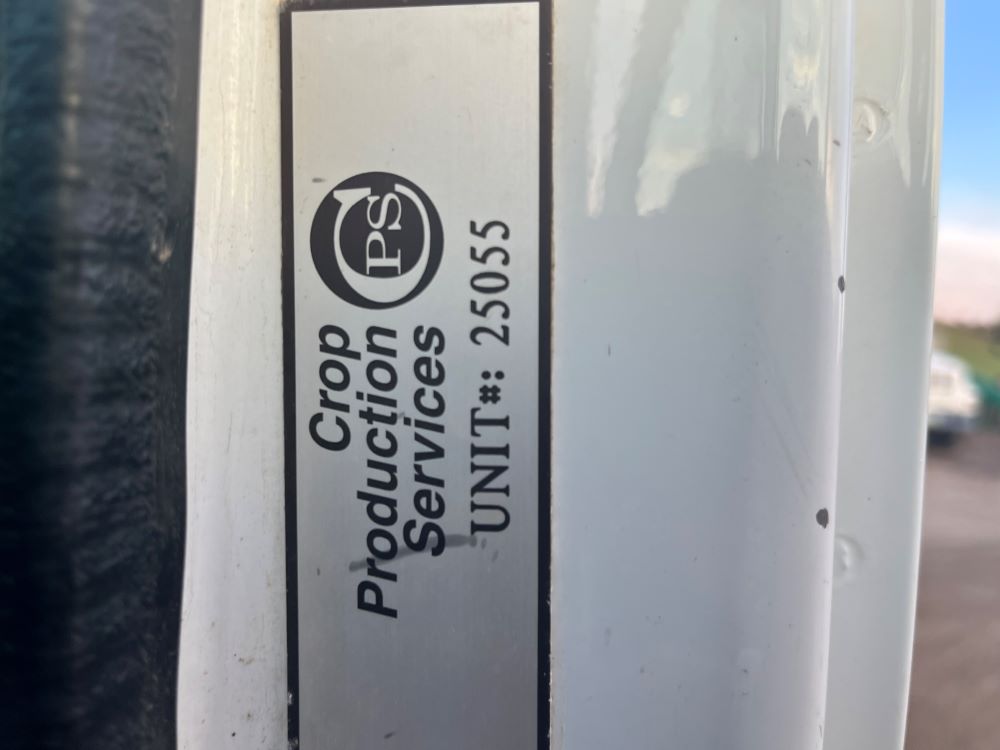 Crop
Production
Services
CPS
UNIT#: 25055